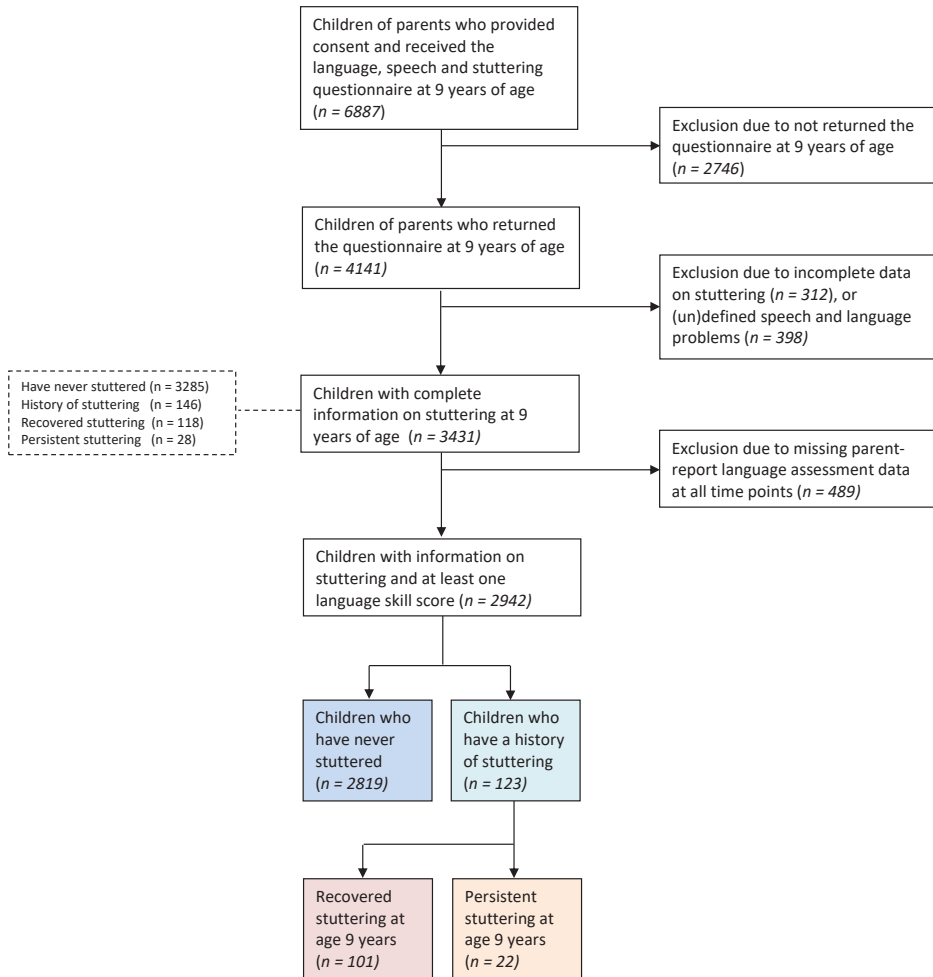 Children of parents who provided
consent and received the
language, speech and stuttering
questionnaire at 9 years of age
(n = 6887)
Exclusion due to not returned the
questionnaire at 9 years of age
(n = 2746)
Children of parents who returned
the questionnaire at 9 years of age
(n = 4141)
Exclusion due to incomplete data
on stuttering (n = 312), or
(un)defined speech and language
problems (n = 398)
Have never stuttered (n = 3285)
History of stuttering (n = 146)
Recovered stuttering (n = 118)
Persistent stuttering (n = 28)
Children with complete
information on stuttering at 9
years of age (n = 3431)
Exclusion due to missing parent-
report language assessment data
at all time points (n = 489)
Children with information on
stuttering and at least one
language skill score (n = 2942)
Children who
have never
stuttered
(n = 2819)
Children who
have a history
of stuttering
(n = 123)
Recovered
stuttering at
age 9 years
(n = 101)
Persistent
stuttering at
age 9 years
(n = 22)